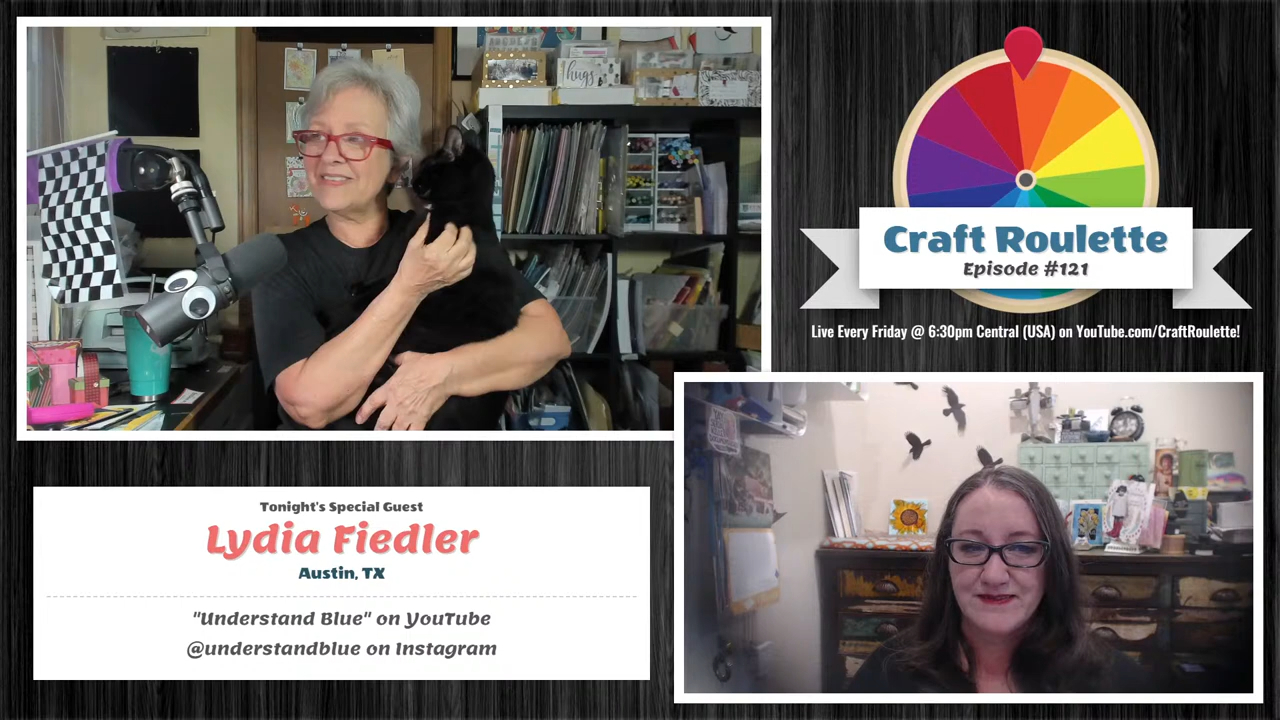 hugs
Craft Roulette
Episode #121
Live Every Friday @ 6:30pm Central (USA) on YouTube.com/CraftRoulette!
Tonight's Special Guest
Lydia Fiedler
Austin, TX
"Understand Blue" on YouTube
@understandblue on Instagram